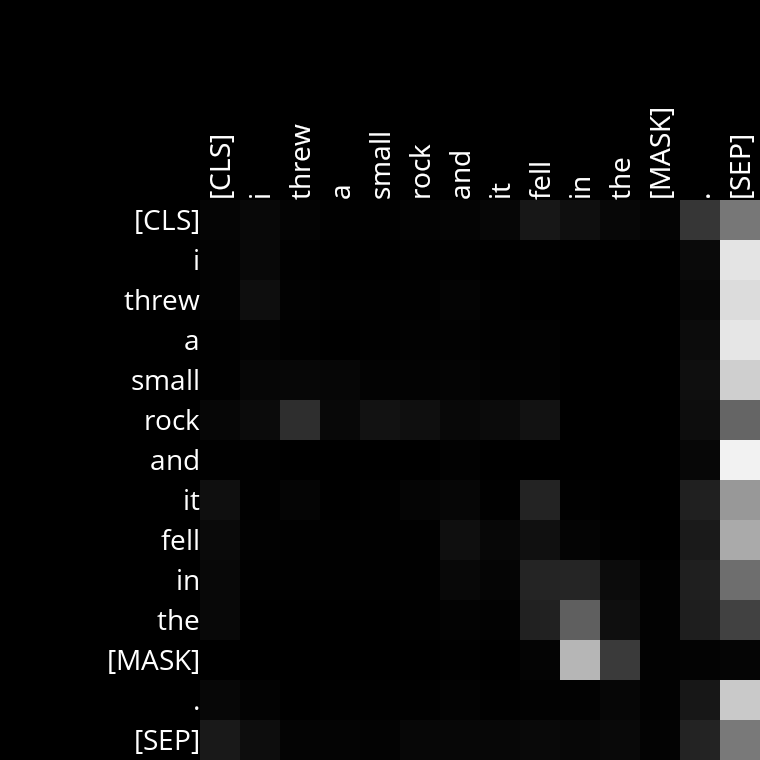 [CLS] i threw a small rock and it fell in the [MASK] . [SEP]
[CLS]
i
threw
a
small
rock
and
it
fell
in
the
[MASK]
.
[SEP]